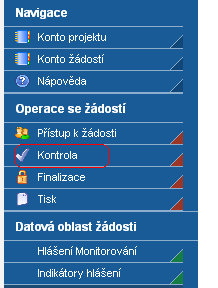 Navigace
Konto projektu
Konto žádostí
Nápověda
Operace se žádostí
Přístup k žádosti
Kontrola
Finalizace
Tisk
Datová oblast žádosti
Hlášení Monitorování
Indikátory hlášení